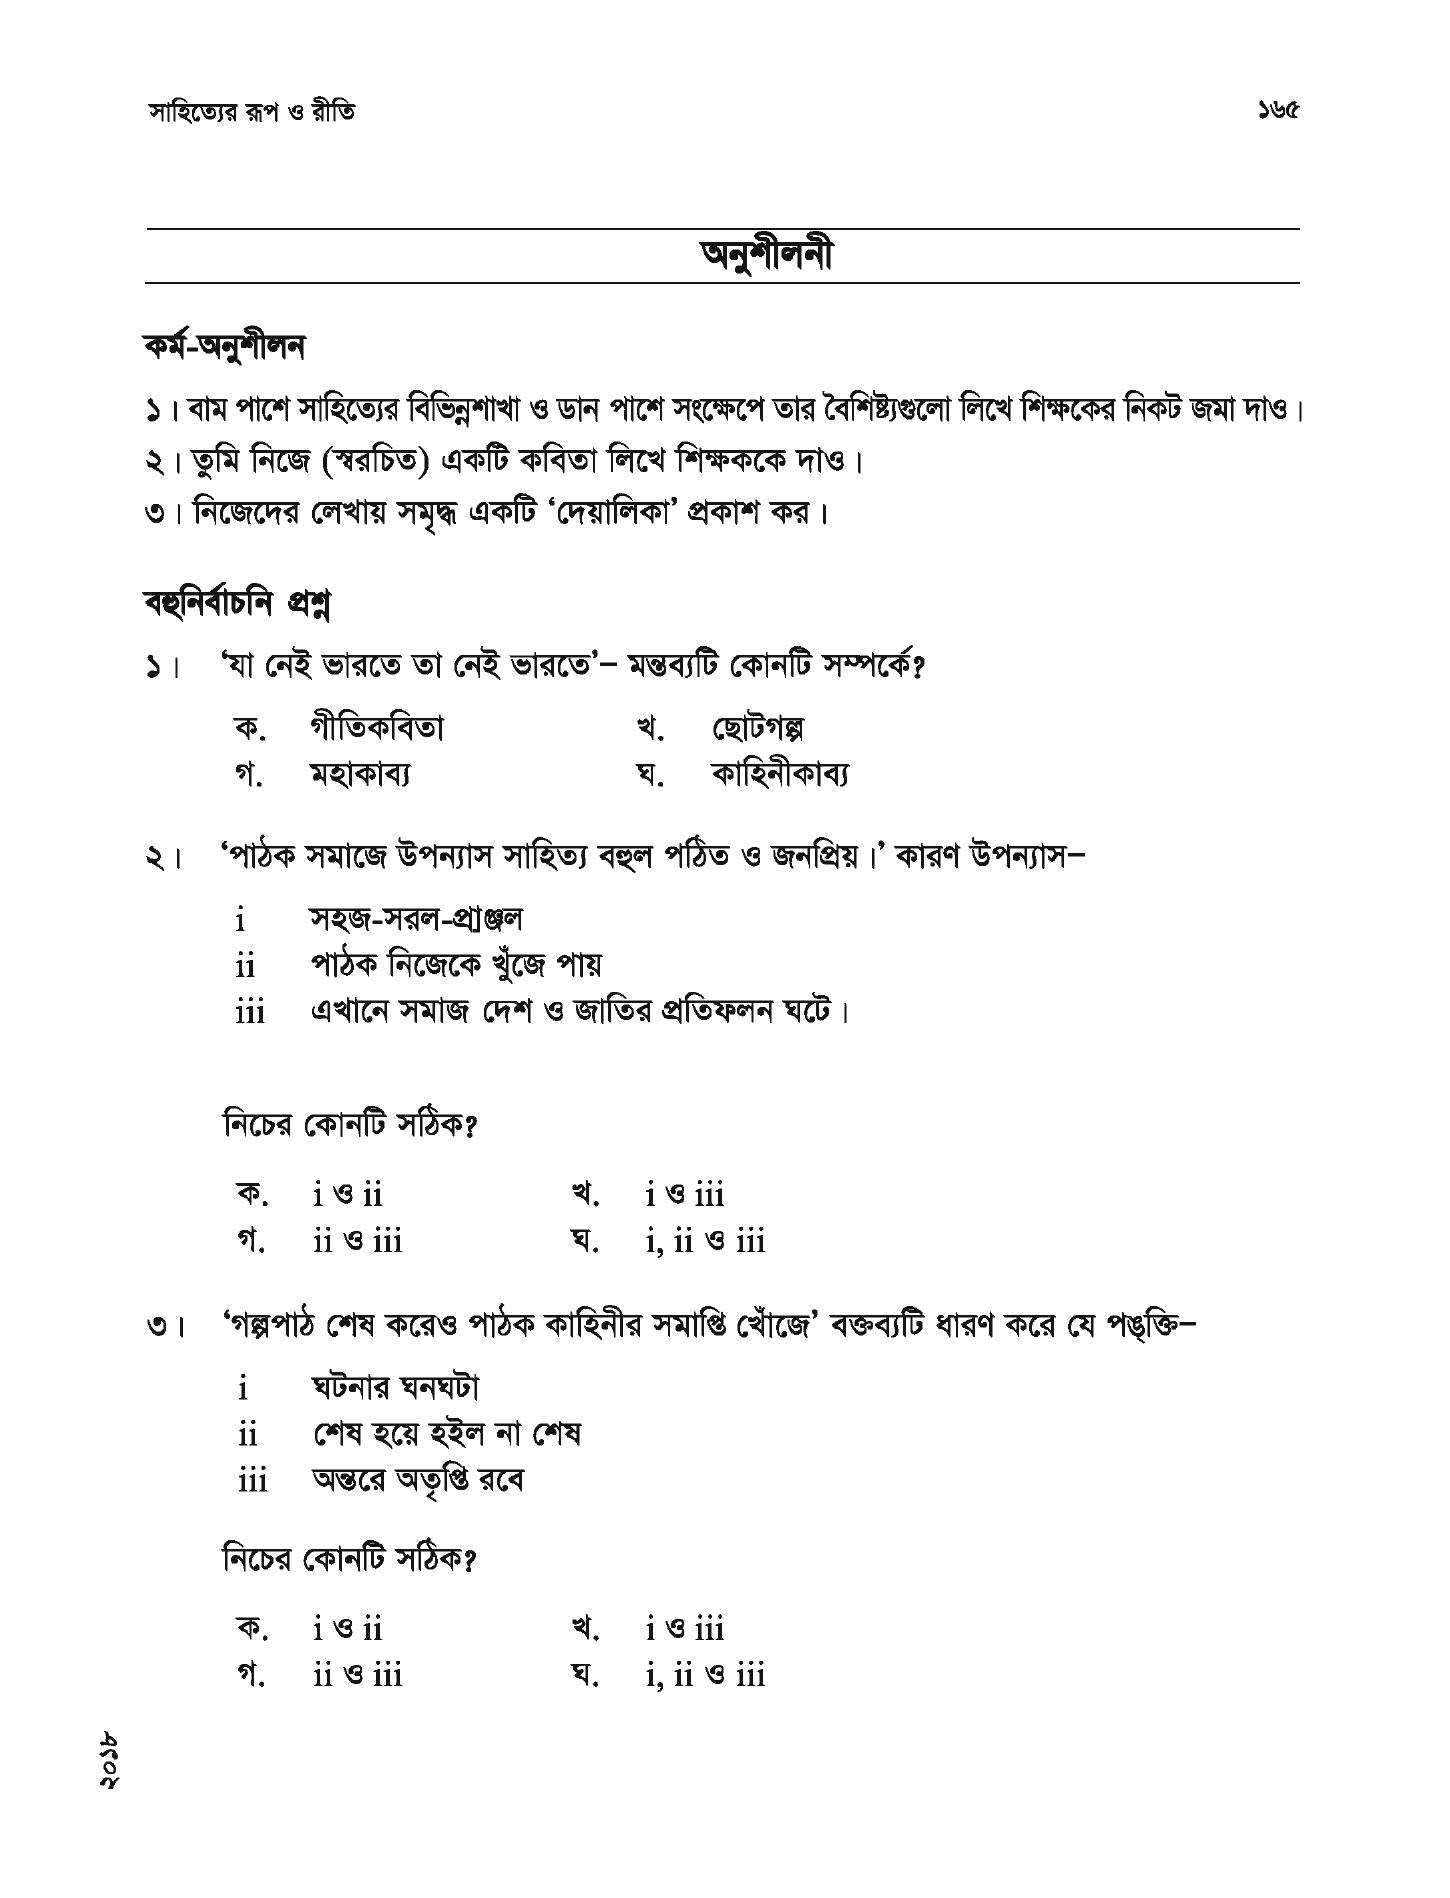 সাহিত্যের রূপ ও রীতি ১৬৫
অনুশীলনী
কর্ম-অনুশীলন
১। বাম পাশে সাহিত্যের বিভিন্নশাখা ও ডান পাশে সংক্ষেপে তার বৈশিষ্ট্যগুলো লিখে শিক্ষকের নিকট জমা দাও।
২। তুমি নিজে (স্বরচিত) একটি কবিতা লিখে শিক্ষককে দাও।
৩। নিজেদের লেখায় সমৃদ্ধ একটি ‘দেয়ালিকা’ প্রকাশ কর।
বহুনির্বাচনি প্রশ্ন
১। ‘যা নেই ভারতে তা নেই ভারতে’– মন্তব্যটি কোনটি সম্পর্কে?
ক. গীতিকবিতা খ. ছোটগল্প
গ. মহাকাব্য ঘ. কাহিনীকাব্য
২। ‘পাঠক সমাজে উপন্যাস সাহিত্য বহুল পঠিত ও জনপ্রিয়।’ কারণ উপন্যাস–
i সহজ-সরল-প্রাঞ্জল
ii পাঠক নিজেকে খুঁজে পায়
iii এখানে সমাজ দেশ ও জাতির প্রতিফলন ঘটে।
নিচের কোনটি সঠিক?
ক. i ও ii খ. i ও iii
গ. ii ও iii ঘ. i, ii ও iii
৩। ‘গল্পপাঠ শেষ করেও পাঠক কাহিনীর সমাপ্তি খোঁজে’ বক্তব্যটি ধারণ করে যে পঙ্‌ক্তি–
i ঘটনার ঘনঘটা
ii শেষ হয়ে হইল না শেষ
iii অন্তরে অতৃপ্তি রবে
নিচের কোনটি সঠিক?
ক. i ও ii খ. i ও iii
গ. ii ও iii ঘ. i, ii ও iii
২০১৮